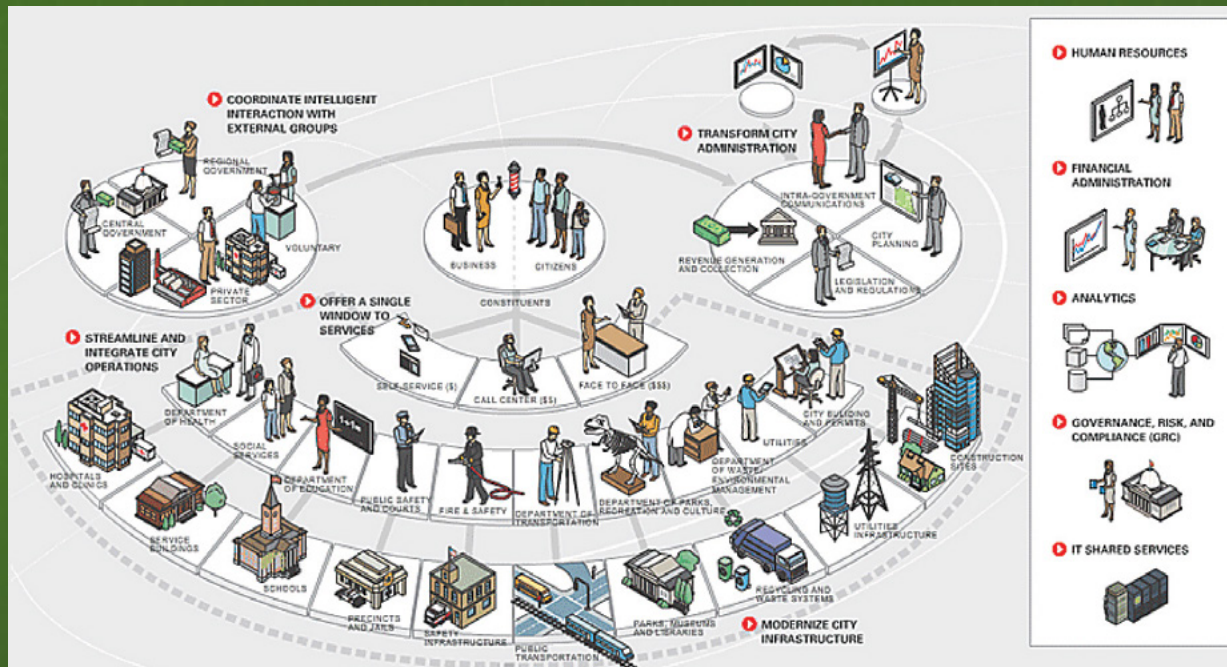 COORDINATE INTELLIGENT
INTERACTION WITH
EXTERNAL GROUPS
REGIONAL
GOVERNMENT
CENTRAL
GOVERNMENT
VOLUNTARY
PRIVATE
SECTOR
BUSINESS
CITIZENS
CONSTITUENTS
TRANSFORM CITY
ADMINISTRATION
INTRA-GOVERNMENT
COMMUNICATIONS
CITY
PLANNING
REVENUE GENERATION
AND COLLECTION
LEGISLATION
AND REGULATIONS
OFFER A SINGLE
WINDOW TO
SERVICES
SELF-SERVICE ($)
CALL CENTER ($$)
FACE TO FACE ($$$)
STREAMLINE AND
INTEGRATE CITY
OPERATIONS
DEPARTMENT
OF HEALTH
SOCIAL
SERVICES
DEPARTMENT
OF EDUCATION
PUBLIC SAFETY
AND COURTS
FIRE & SAFETY
DEPARTMENT OF
TRANSPORTATION
DEPARTMENT OF PARKS,
RECREATION AND CULTURE
DEPARTMENT
OF WASTE/
ENVIRONMENTAL
MANAGEMENT
UTILITIES
CITY BUILDING
AND PERMITS
HOSPITALS
AND CLINICS
SERVICE
BUILDINGS
SCHOOLS
PRECINCTS
AND JAILS
SAFETY
INFRASTRUCTURE
PUBLIC
TRANSPORTATION
PARKS, MUSEUMS
AND LIBRARIES
RECYCLING AND
WASTE SYSTEMS
UTILITIES
INFRASTRUCTURE
CONSTRUCTION
SITES
MODERNIZE CITY
INFRASTRUCTURE
HUMAN RESOURCES
FINANCIAL
ADMINISTRATION
ANALYTICS
GOVERNANCE, RISK, AND
COMPLIANCE (GRC)
IT SHARED SERVICES